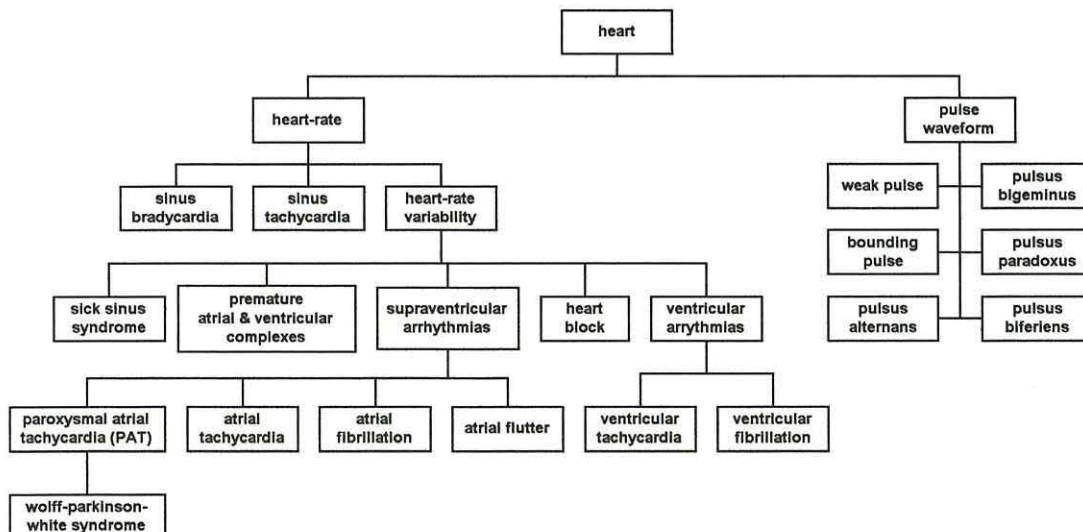 heart
heart-rate
pulse
waveform
sinus
bradycardia
sinus
tachycardia
heart-rate
variability
weak pulse
pulsus
bigeminus
bounding
pulse
pulsus
paradoxus
pulsus
alternans
pulsus
biferiens
sick sinus
syndrome
premature
atrial & ventricular
complexes
supraventricular
arrhythmias
heart
block
ventricular
arrythmias
paroxysmal atrial
tachycardia (PAT)
atrial
tachycardia
atrial
fibrillation
atrial flutter
ventricular
tachycardia
ventricular
fibrillation
wolff-parkinson-
white syndrome